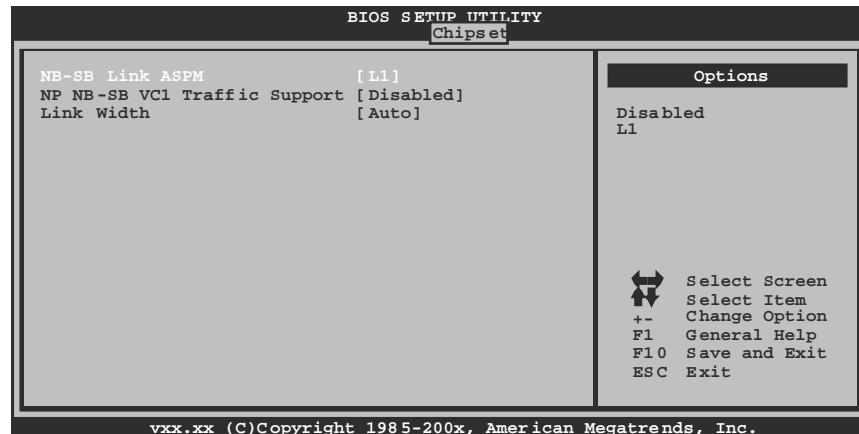 BIOS SETUP UTILITY
Chipset
NB-SB Link ASPM [L1]
NP NB-SB VC1 Traffic Support [Disabled]
Link Width [Auto]
Options
Disabled
L1
Select Screen
Select Item
+- Change Option
F1 General Help
F10 Save and Exit
ESC Exit
vxx.xx (C)Copyright 1985-200x, American Megatrends, Inc.